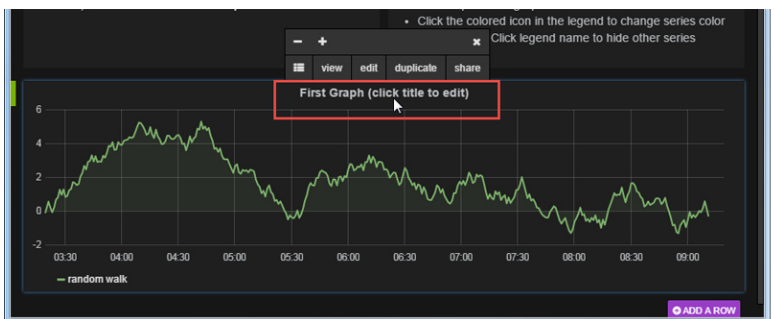 • Click the colored icon in the legend to change series color
Click legend name to hide other series
− + ×
view edit duplicate share
First Graph (click title to edit)
6
4
2
0
-2
03:30 04:00 04:30 05:00 05:30 06:00 06:30 07:00 07:30 08:00 08:30 09:00
random walk
ADD A ROW